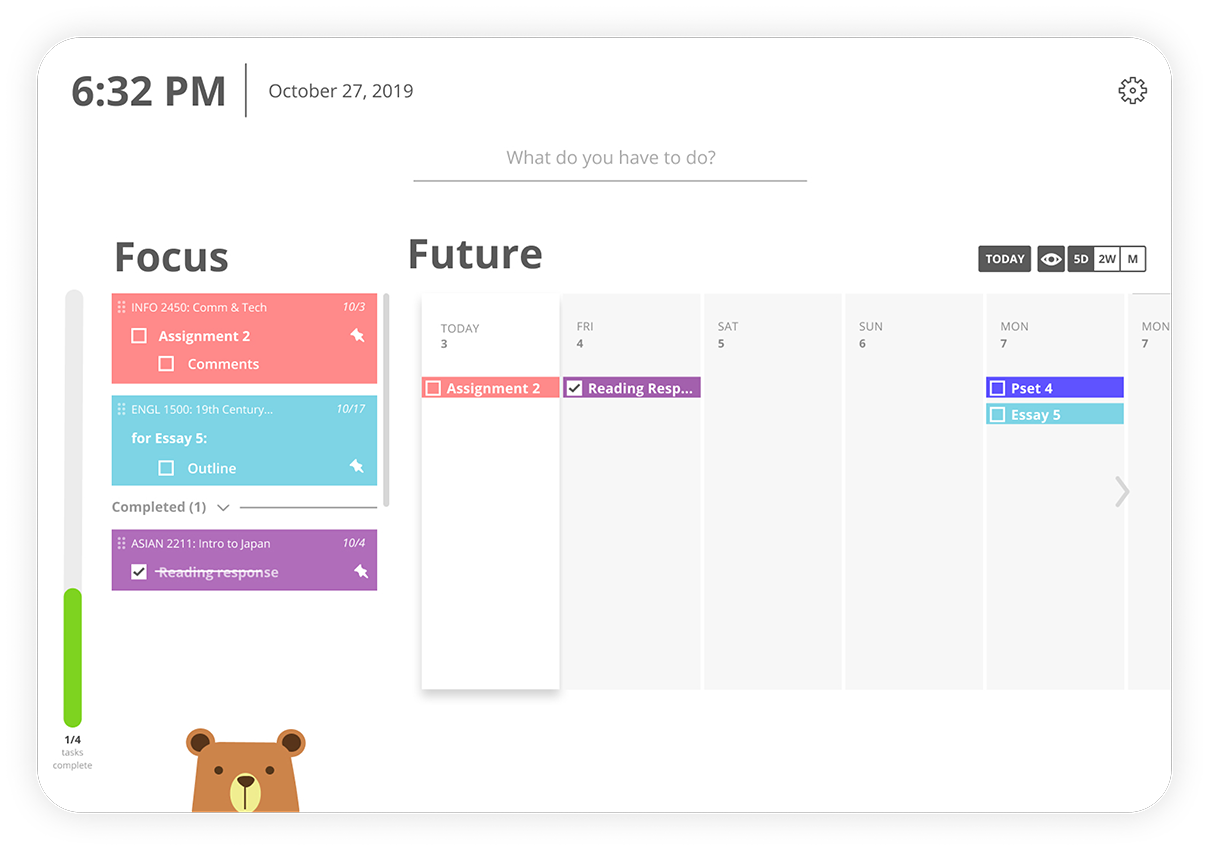 6:32 PM
October 27, 2019
What do you have to do?
Focus
Future
TODAY
5D
2W
M
INFO 2450: Comm & Tech
10/3
Assignment 2
Comments
ENGL 1500: 19th Century...
10/17
for Essay 5:
Outline
Completed (1)
ASIAN 2211: Intro to Japan
10/4
Reading response
1/4
tasks
complete
TODAY
3
Assignment 2
FRI
4
Reading Resp...
SAT
5
SUN
6
MON
7
Pset 4
Essay 5
MON
7